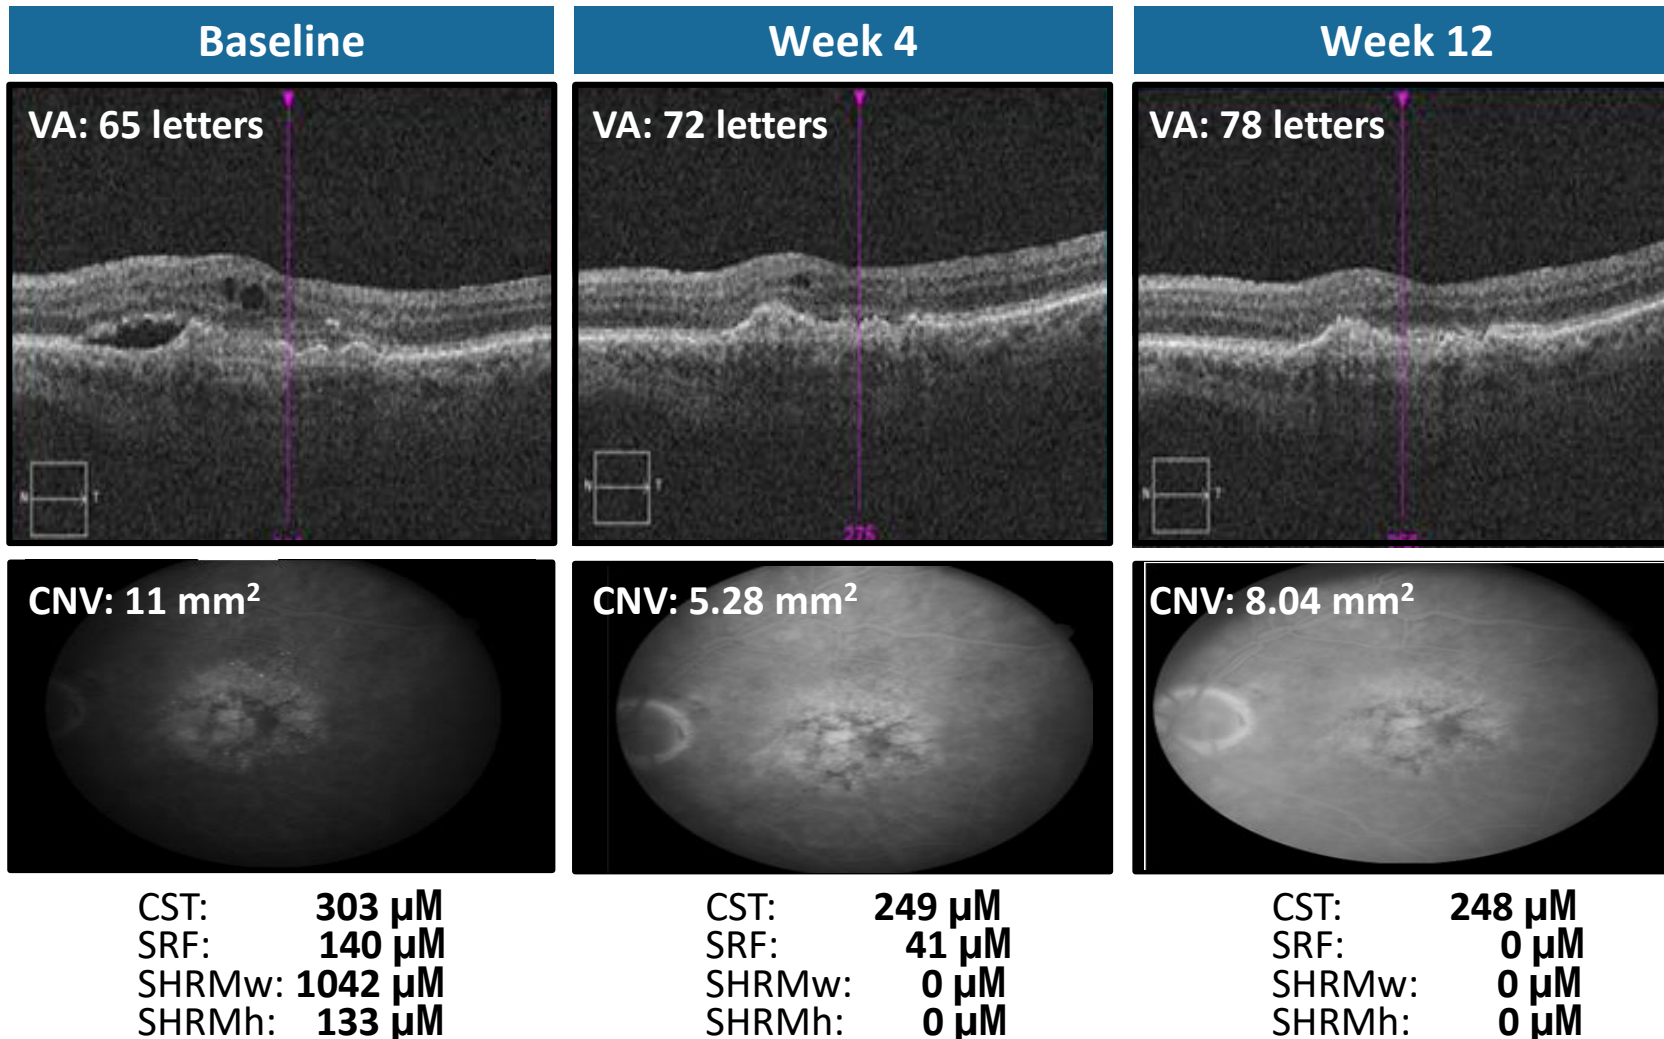 Baseline
VA: 65 letters
N T
CNV: 11 mm²
CST: 303 µM
SRF: 140 µM
SHRMw: 1042 µM
SHRMh: 133 µM
Week 4
VA: 72 letters
N T
276
CNV: 5.28 mm²
CST: 249 µM
SRF: 41 µM
SHRMw: 0 µM
SHRMh: 0 µM
Week 12
VA: 78 letters
N T
CNV: 8.04 mm²
CST: 248 µM
SRF: 0 µM
SHRMw: 0 µM
SHRMh: 0 µM